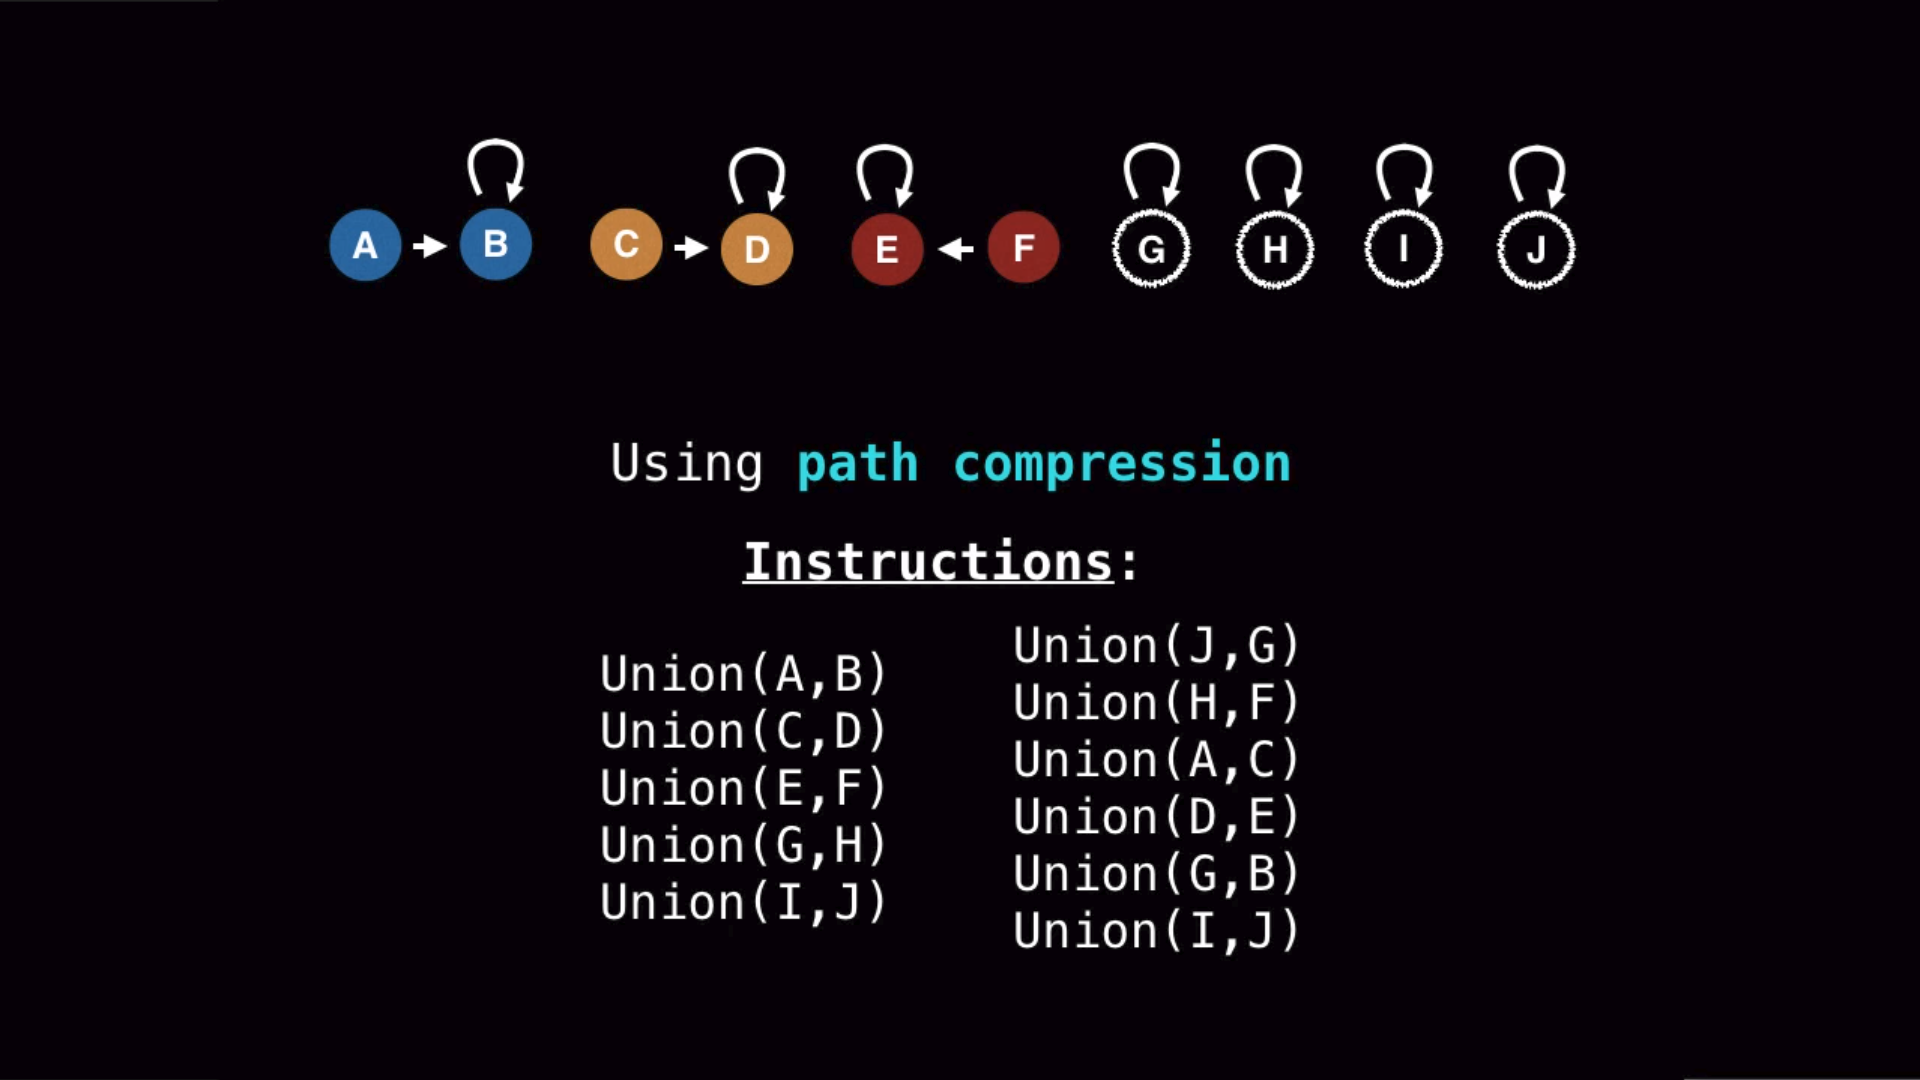 A B C D E F G H I J
Using path compression
Instructions:
Union(A,B)
Union(C,D)
Union(E,F)
Union(G,H)
Union(I,J)
Union(J,G)
Union(H,F)
Union(A,C)
Union(D,E)
Union(G,B)
Union(I,J)